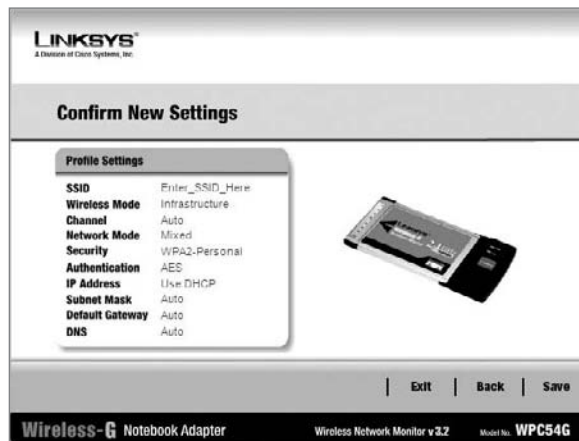 LINKSYS®
A Division of Cisco Systems, Inc.
Confirm New Settings
Profile Settings
SSID Enter_SSID_Here
Wireless Mode Infrastructure
Channel Auto
Network Mode Mixed
Security WPA2-Personal
Authentication AES
IP Address Use DHCP
Subnet Mask Auto
Default Gateway Auto
DNS Auto
Exit Back Save
Wireless-G Notebook Adapter Wireless Network Monitor v3.2 Model No. WPC54G